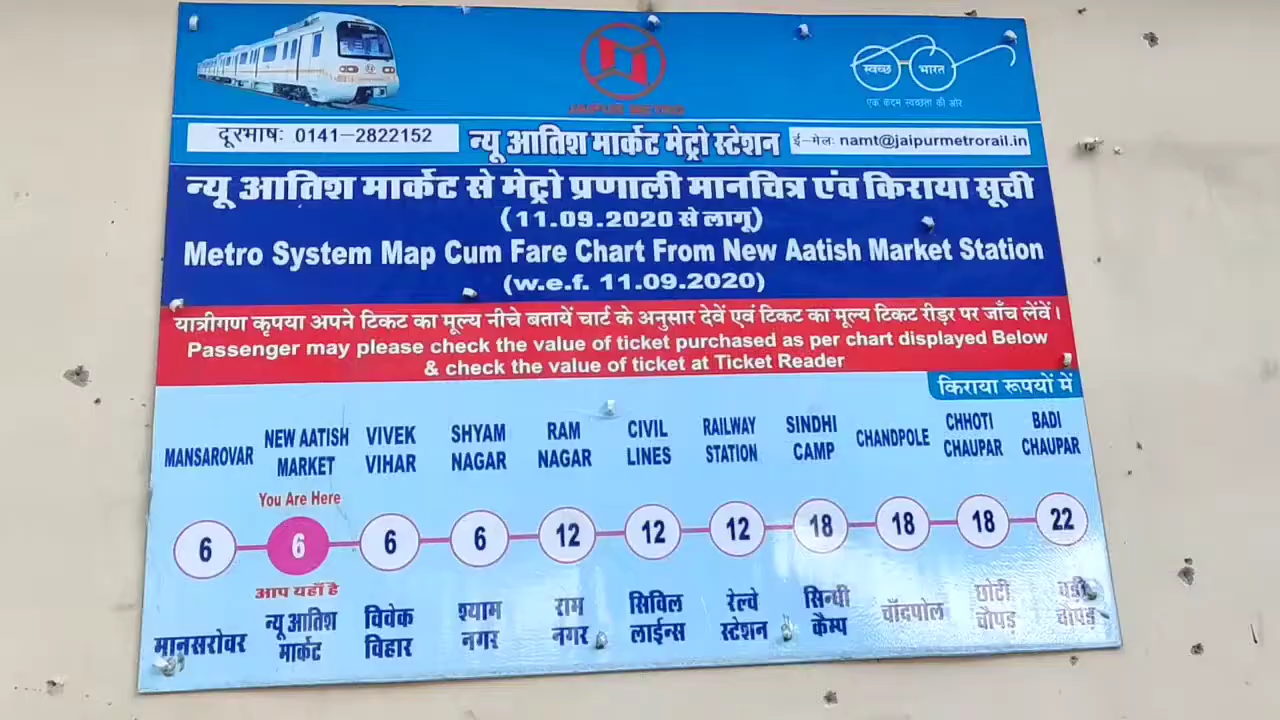 JAIPUR METRO
स्वच्छ भारत
एक कदम स्वच्छता की ओर
दूरभाषः 0141-2822152
न्यू आतिश मार्केट मेट्रो स्टेशन
ई-मेलः namt@jaipurmetrorail.in
न्यू आतिश मार्केट से मेट्रो प्रणाली मानचित्र एंव किराया सूची
(11.09.2020 से लागू)
Metro System Map Cum Fare Chart From New Aatish Market Station
(w.e.f. 11.09.2020)
यात्रीगण कृपया अपने टिकट का मूल्य नीचे बतायें चार्ट के अनुसार देवें एवं टिकट का मूल्य टिकट रीड़र पर जाँच लेंवें।
Passenger may please check the value of ticket purchased as per chart displayed Below
& check the value of ticket at Ticket Reader
किराया रूपयों में
MANSAROVAR
NEW AATISH
MARKET
VIVEK
VIHAR
SHYAM
NAGAR
RAM
NAGAR
CIVIL
LINES
RAILWAY
STATION
SINDHI
CAMP
CHANDPOLE
CHHOTI
CHAUPAR
BADI
CHAUPAR
You Are Here
6 6 6 6 12 12 12 18 18 18 22
आप यहाँ है
मानसरोवर
न्यू आतिश
मार्केट
विवेक
विहार
श्याम
नगर
राम
नगर
सिविल
लाईन्स
रेल्वे
स्टेशन
सिन्धी
कैम्प
चाँदपोल
छोटी
चौपड़
बड़ी
चौपड़